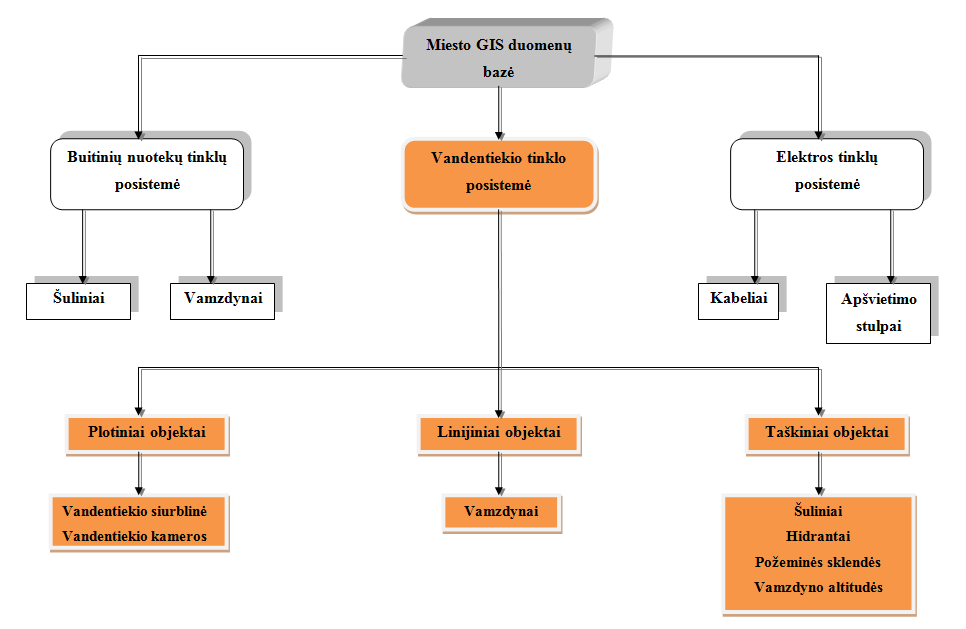 Miesto GIS duomenų
bazė
Buitinių nuotekų tinklų
posistemė
Vandentiekio tinklo
posistemė
Elektros tinklų
posistemė
Šuliniai
Vamzdynai
Kabeliai
Apšvietimo
stulpai
Plotiniai objektai
Linijiniai objektai
Taškiniai objektai
Vandentiekio siurblinė
Vandentiekio kameros
Vamzdynai
Šuliniai
Hidrantai
Požeminės sklendės
Vamzdyno altitudės